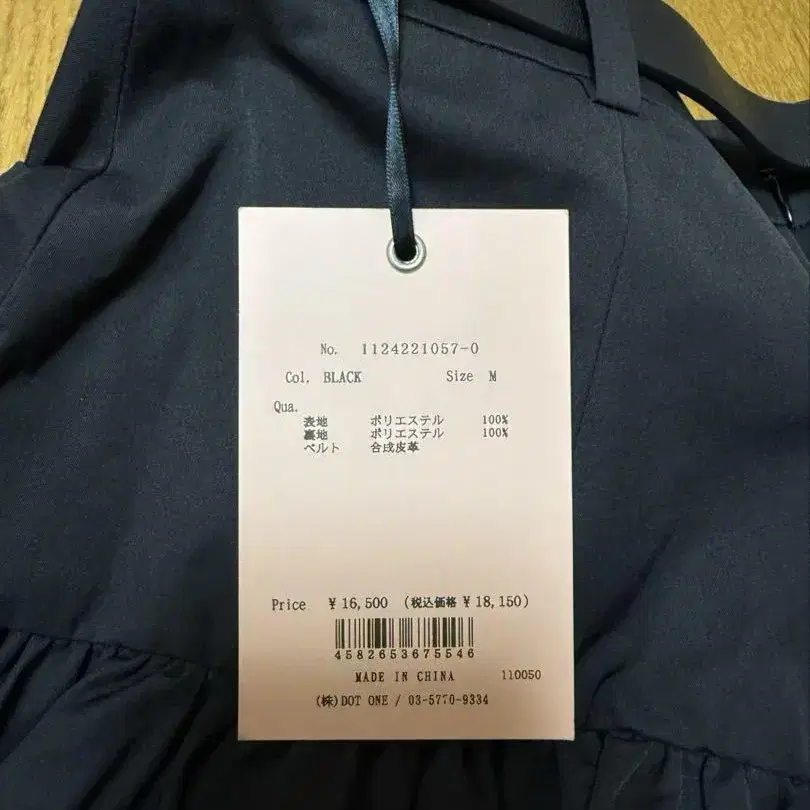 No. 1124221057-0
Col. BLACK Size M
Qua.
表地 ポリエステル 100%
裏地 ポリエステル 100%
ベルト 合成皮革
Price ¥16,500 (税込価格 ¥18,150)
4582653675546
MADE IN CHINA 110050
(株)DOT ONE / 03-5770-9334